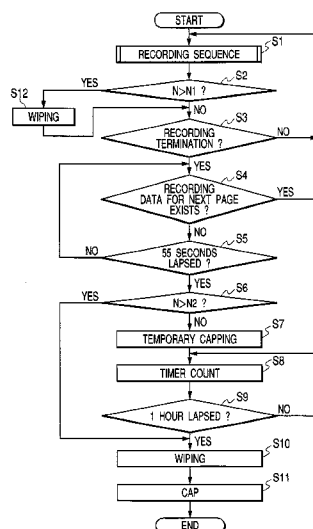 START
S1
RECORDING SEQUENCE
S2
YES
N>N1 ?
S12
WIPING
NO
S3
RECORDING
TERMINATION ?
NO
YES
S4
RECORDING
DATA FOR NEXT PAGE
EXISTS ?
YES
NO
S5
NO
55 SECONDS
LAPSED ?
YES
S6
YES
N>N2 ?
NO
S7
TEMPORARY CAPPING
S8
TIMER COUNT
S9
1 HOUR LAPSED ?
NO
YES
S10
WIPING
S11
CAP
END